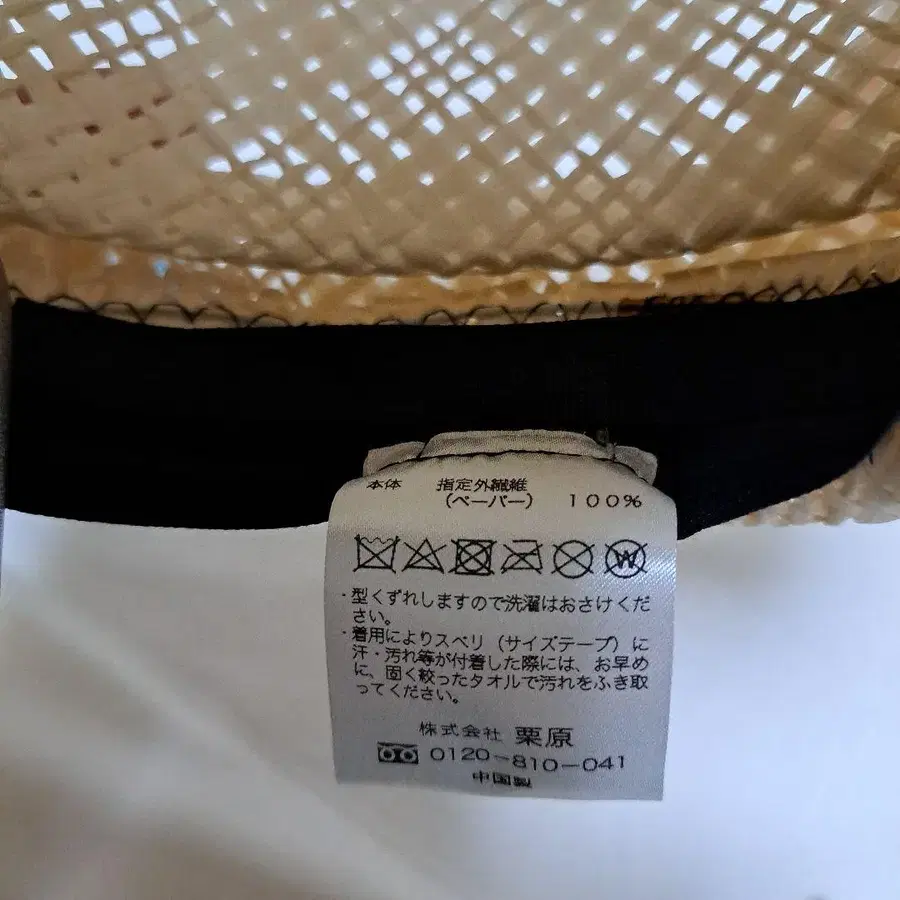 本体 指定外繊維
(ペーパー) 100%
W
・型くずれしますので洗濯はおさけくだ
さい。
・着用によりスベリ(サイズテープ)に
汗・汚れ等が付着した際には、お早め
に、固く絞ったタオルで汚れをふき取
ってください。
株式会社 栗原
0120-810-041
中国製